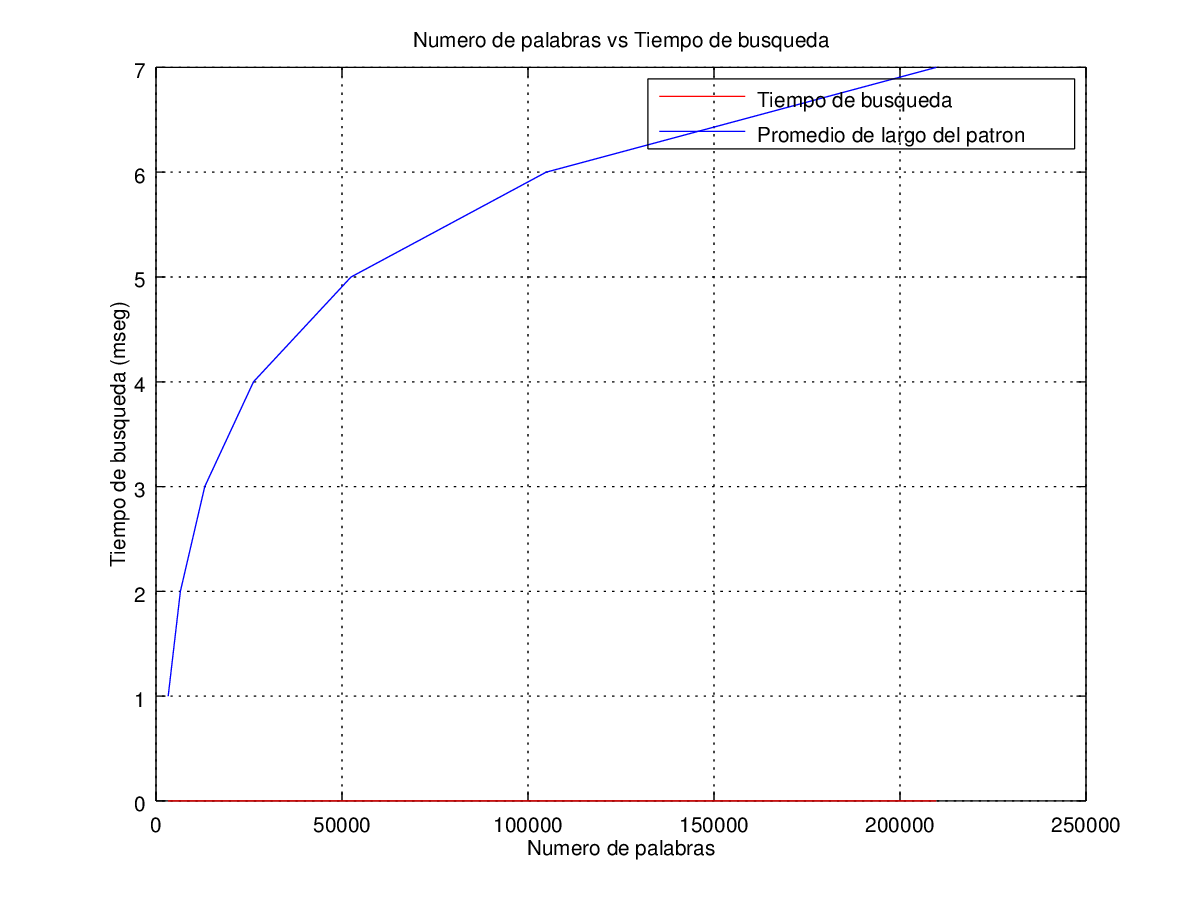 Numero de palabras vs Tiempo de busqueda
7
6
5
4
3
2
1
0
Tiempo de busqueda
Promedio de largo del patron
Tiempo de busqueda (mseg)
0 50000 100000 150000 200000 250000
Numero de palabras